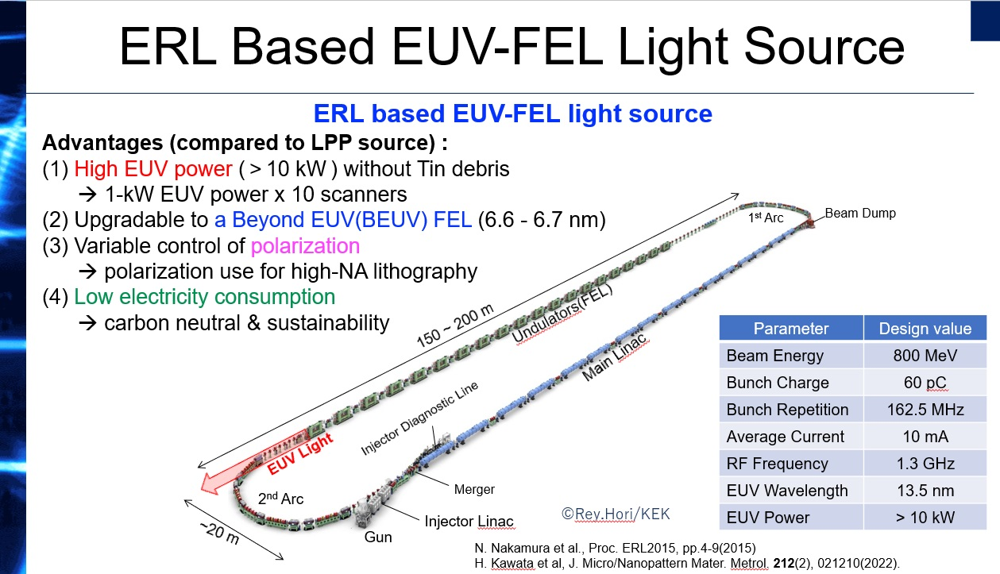 ERL Based EUV-FEL Light Source
ERL based EUV-FEL light source
Advantages (compared to LPP source) :
(1) High EUV power ( > 10 kW ) without Tin debris
→ 1-kW EUV power x 10 scanners
(2) Upgradable to a Beyond EUV(BEUV) FEL (6.6 - 6.7 nm)
(3) Variable control of polarization
→ polarization use for high-NA lithography
(4) Low electricity consumption
→ carbon neutral & sustainability
1st Arc
Beam Dump
150 ~ 200 m
Undulators(FEL)
Main Linac
Injector Diagnostic Line
EUV Light
2nd Arc
~20 m
Merger
Injector Linac
Gun
©Rey.Hori/KEK
Parameter Design value
Beam Energy 800 MeV
Bunch Charge 60 pC
Bunch Repetition 162.5 MHz
Average Current 10 mA
RF Frequency 1.3 GHz
EUV Wavelength 13.5 nm
EUV Power > 10 kW
N. Nakamura et al., Proc. ERL2015, pp.4-9(2015)
H. Kawata et al, J. Micro/Nanopattern Mater. Metrol. 212(2), 021210(2022).